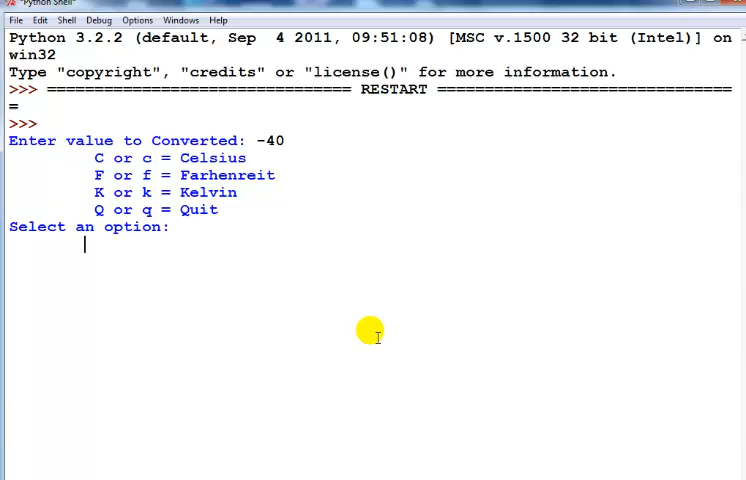 *Python Shell*
File Edit Shell Debug Options Windows Help
Python 3.2.2 (default, Sep  4 2011, 09:51:08) [MSC v.1500 32 bit (Intel)] on
win32
Type "copyright", "credits" or "license()" for more information.
>>> ================================ RESTART ===============================
=
>>>
Enter value to Converted: -40
C or c = Celsius
F or f = Farhenreit
K or k = Kelvin
Q or q = Quit
Select an option: